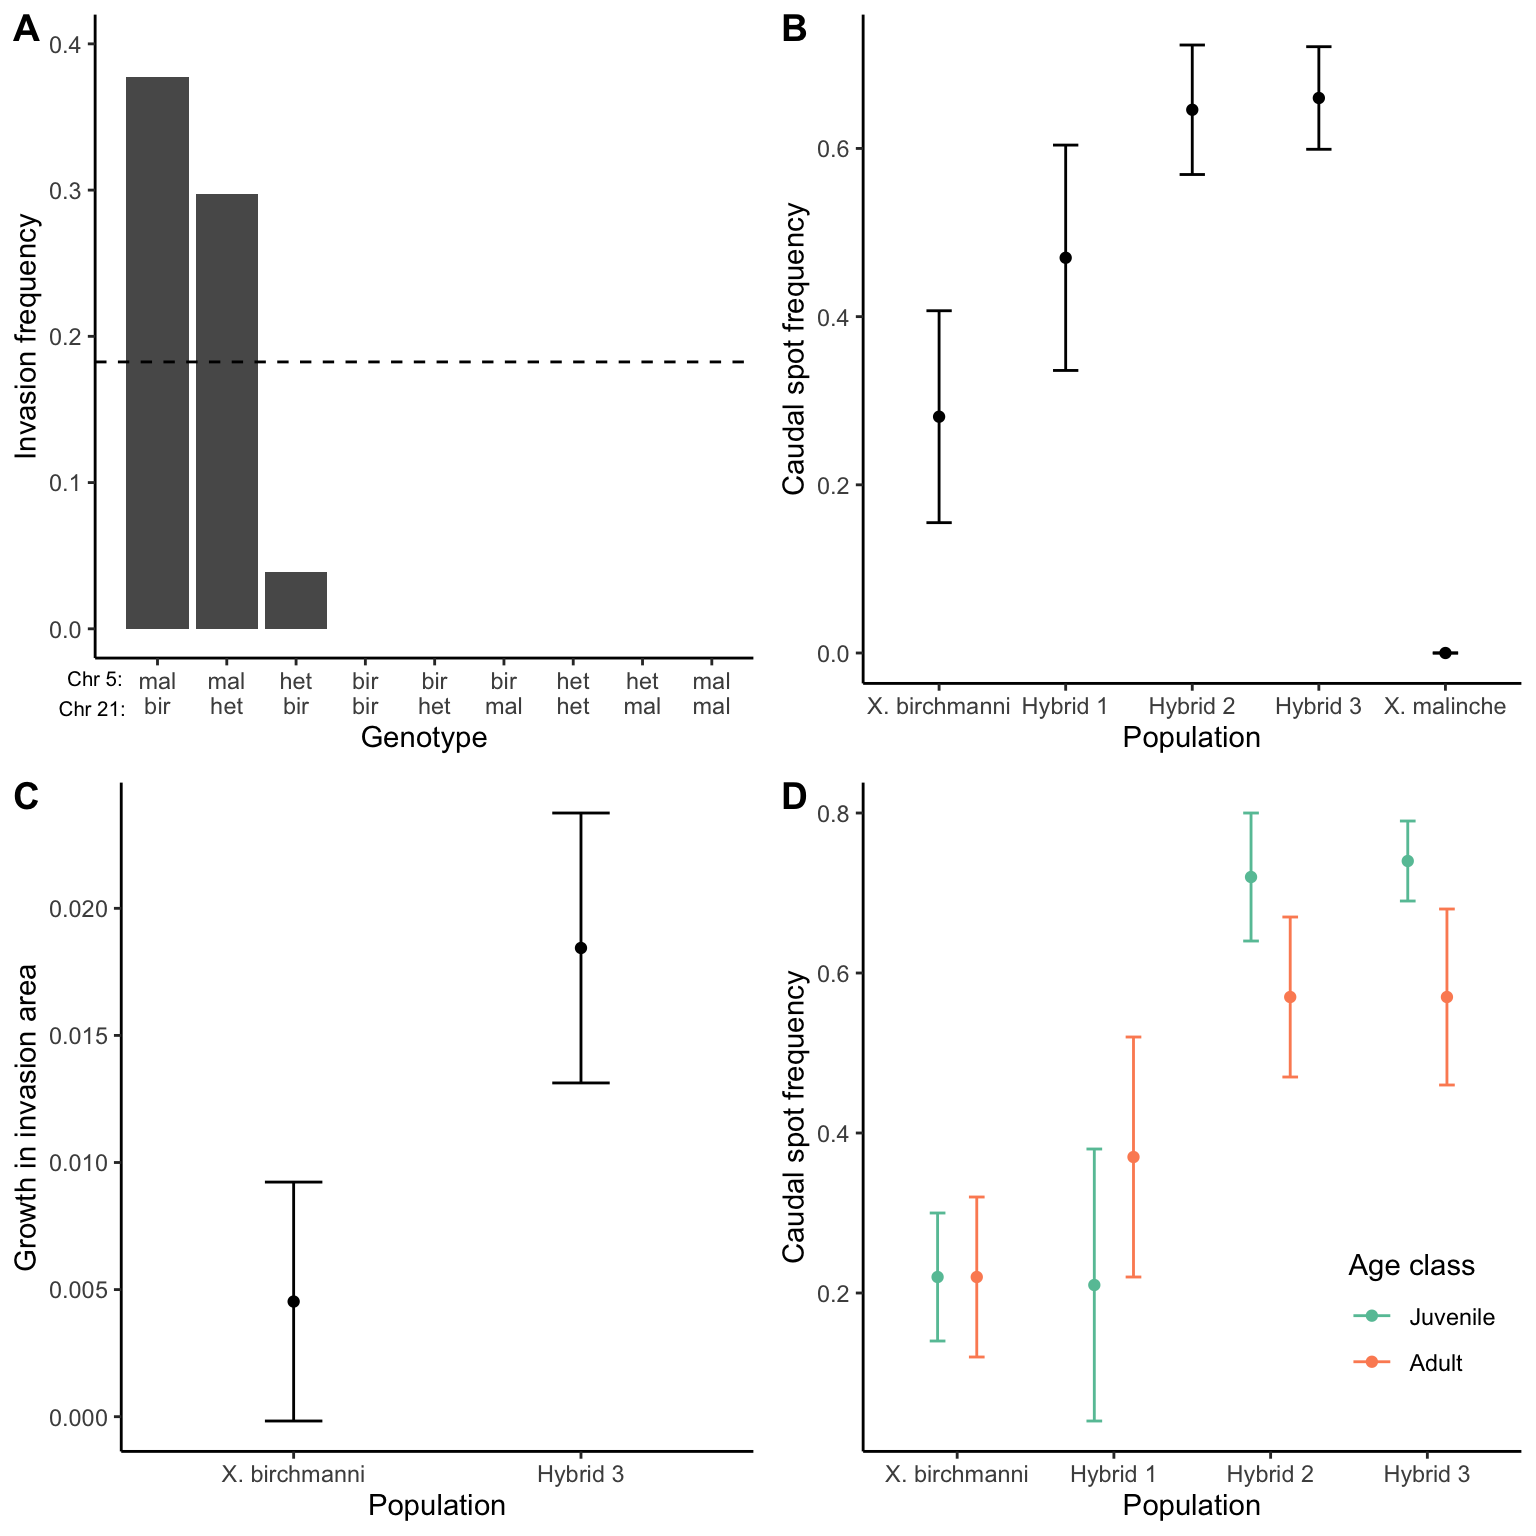 A
Invasion frequency
0.4
0.3
0.2
0.1
0.0
Chr 5: mal mal het bir bir bir het het mal
Chr 21: bir het bir bir het mal het mal mal
Genotype
B
Caudal spot frequency
0.6
0.4
0.2
0.0
X. birchmanni Hybrid 1 Hybrid 2 Hybrid 3 X. malinche
Population
C
Growth in invasion area
0.020
0.015
0.010
0.005
0.000
X. birchmanni Hybrid 3
Population
D
Caudal spot frequency
0.8
0.6
0.4
0.2
Age class
Juvenile
Adult
X. birchmanni Hybrid 1 Hybrid 2 Hybrid 3
Population